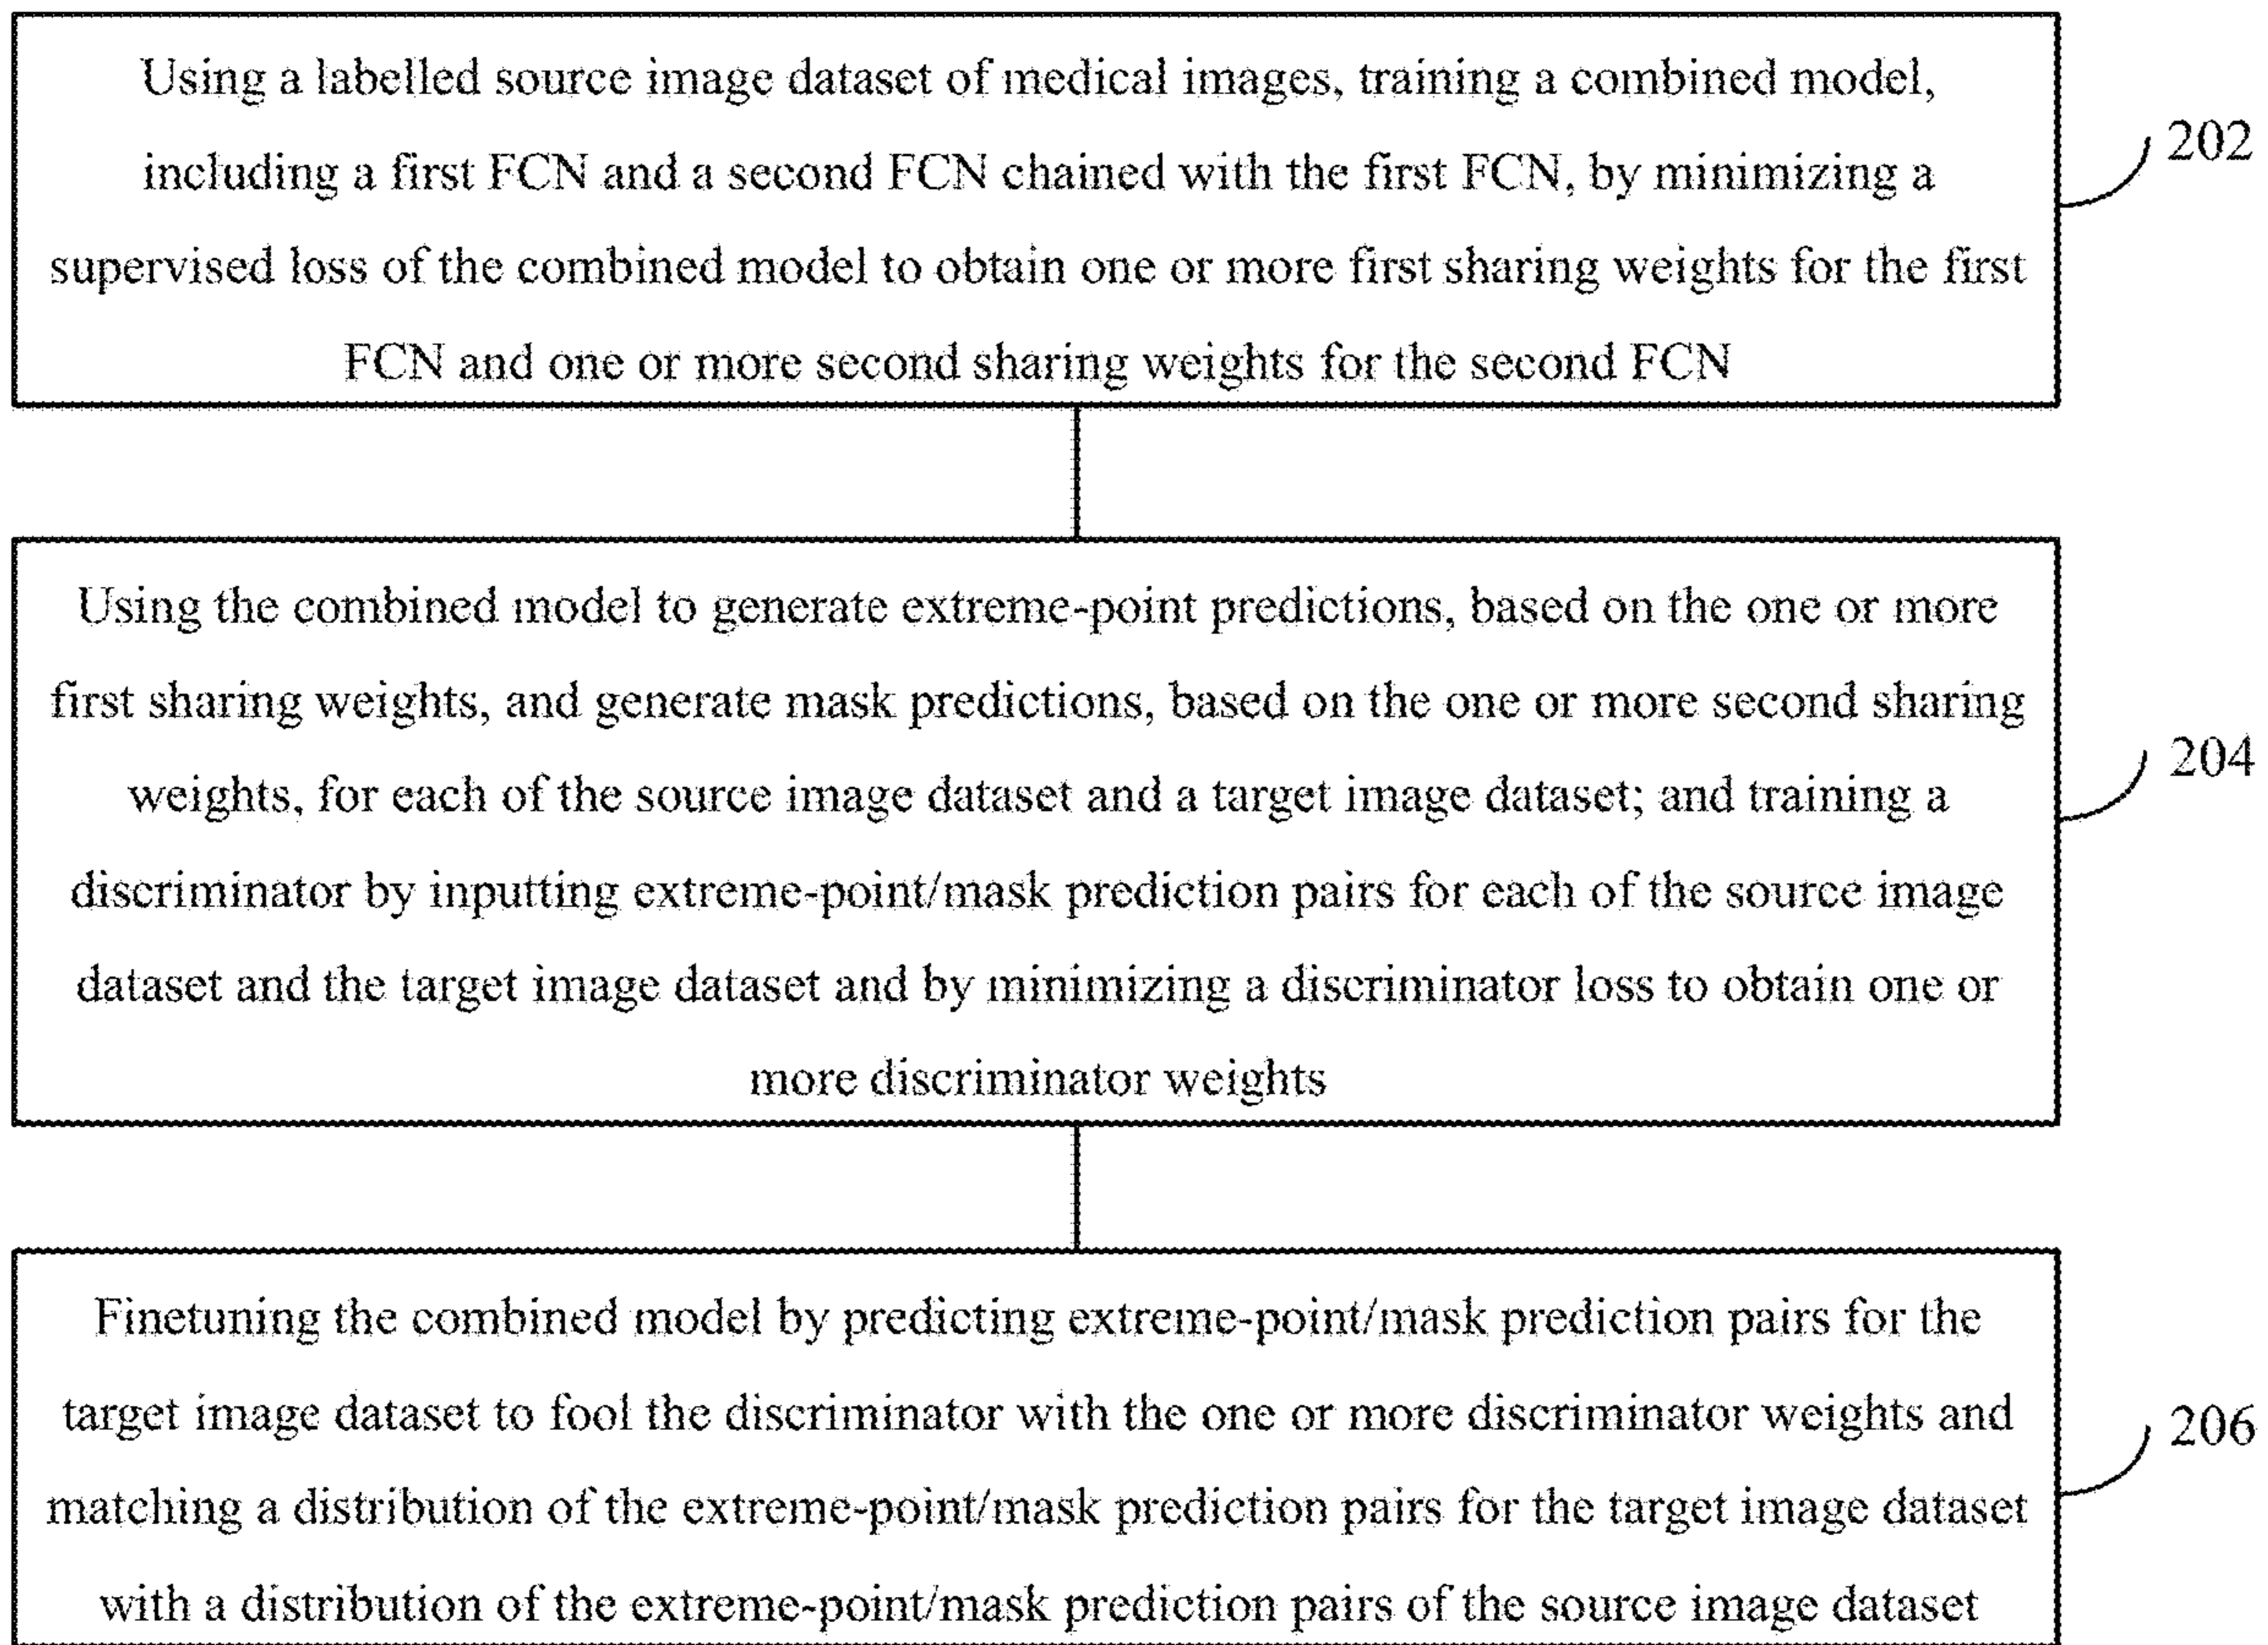 Using a labelled source image dataset of medical images, training a combined model,
including a first FCN and a second FCN chained with the first FCN, by minimizing a
supervised loss of the combined model to obtain one or more first sharing weights for the first
FCN and one or more second sharing weights for the second FCN
202
Using the combined model to generate extreme-point predictions, based on the one or more
first sharing weights, and generate mask predictions, based on the one or more second sharing
weights, for each of the source image dataset and a target image dataset; and training a
discriminator by inputting extreme-point/mask prediction pairs for each of the source image
dataset and the target image dataset and by minimizing a discriminator loss to obtain one or
more discriminator weights
204
Finetuning the combined model by predicting extreme-point/mask prediction pairs for the
target image dataset to fool the discriminator with the one or more discriminator weights and
matching a distribution of the extreme-point/mask prediction pairs for the target image dataset
with a distribution of the extreme-point/mask prediction pairs of the source image dataset
206